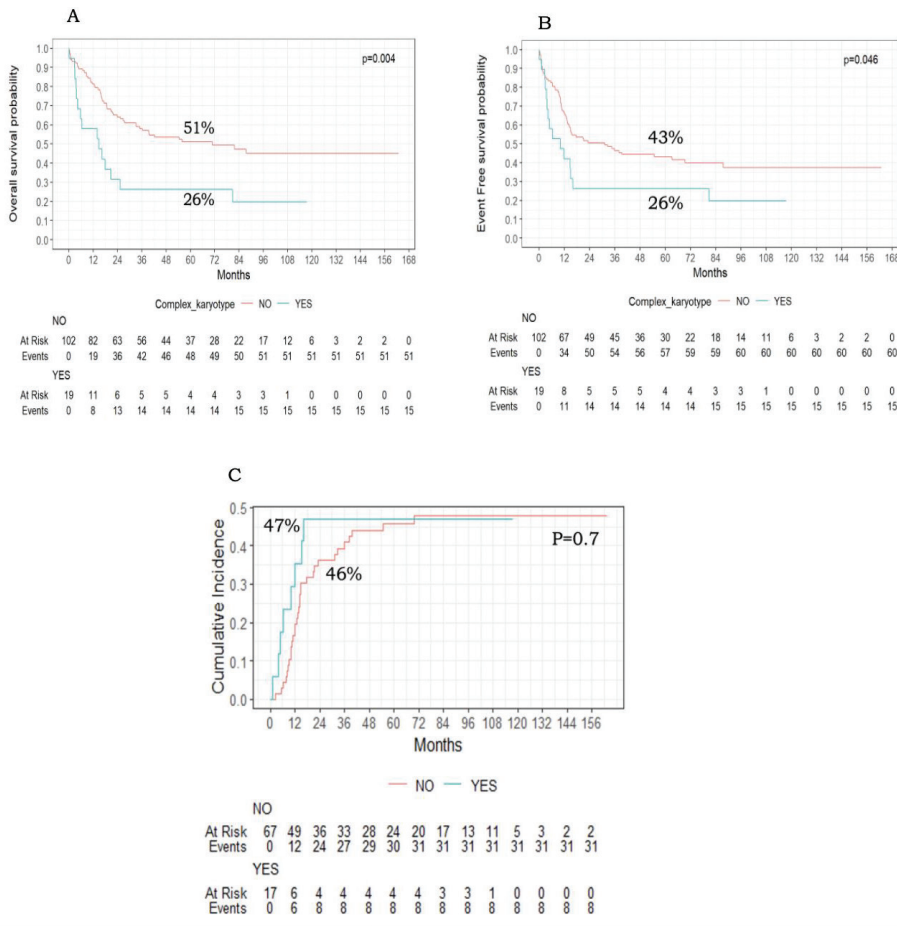 A
Overall survival probability
1.0
0.9
0.8
0.7
0.6
0.5
0.4
0.3
0.2
0.1
0.0
p=0.004
51%
26%
0 12 24 36 48 60 72 84 96 108 120 132 144 156 168
Months
Complex_karyotype NO YES
NO
At Risk 102 82 63 56 44 37 28 22 17 12 6 3 2 2 0
Events 0 19 36 42 46 48 49 50 51 51 51 51 51 51 51
YES
At Risk 19 11 6 5 5 4 4 3 3 1 0 0 0 0 0
Events 0 8 13 14 14 14 14 15 15 15 15 15 15 15 15
B
Event Free survival probability
1.0
0.9
0.8
0.7
0.6
0.5
0.4
0.3
0.2
0.1
0.0
p=0.046
43%
26%
0 12 24 36 48 60 72 84 96 108 120 132 144 156 168
Months
Complex_karyotype NO YES
NO
At Risk 102 67 49 45 36 30 22 18 14 11 6 3 2 2 0
Events 0 34 50 54 56 57 59 59 60 60 60 60 60 60 60
YES
At Risk 19 8 5 5 5 4 4 3 3 1 0 0 0 0 0
Events 0 11 14 14 14 14 14 15 15 15 15 15 15 15 15
C
Cumulative Incidence
0.5
0.4
0.3
0.2
0.1
0.0
47%
46%
P=0.7
0 12 24 36 48 60 72 84 96 108 120 132 144 156
Months
NO YES
NO
At Risk 67 49 36 33 28 24 20 17 13 11 5 3 2 2
Events 0 12 24 27 29 30 31 31 31 31 31 31 31 31
YES
At Risk 17 6 4 4 4 4 4 3 3 1 0 0 0 0
Events 0 6 8 8 8 8 8 8 8 8 8 8 8 8